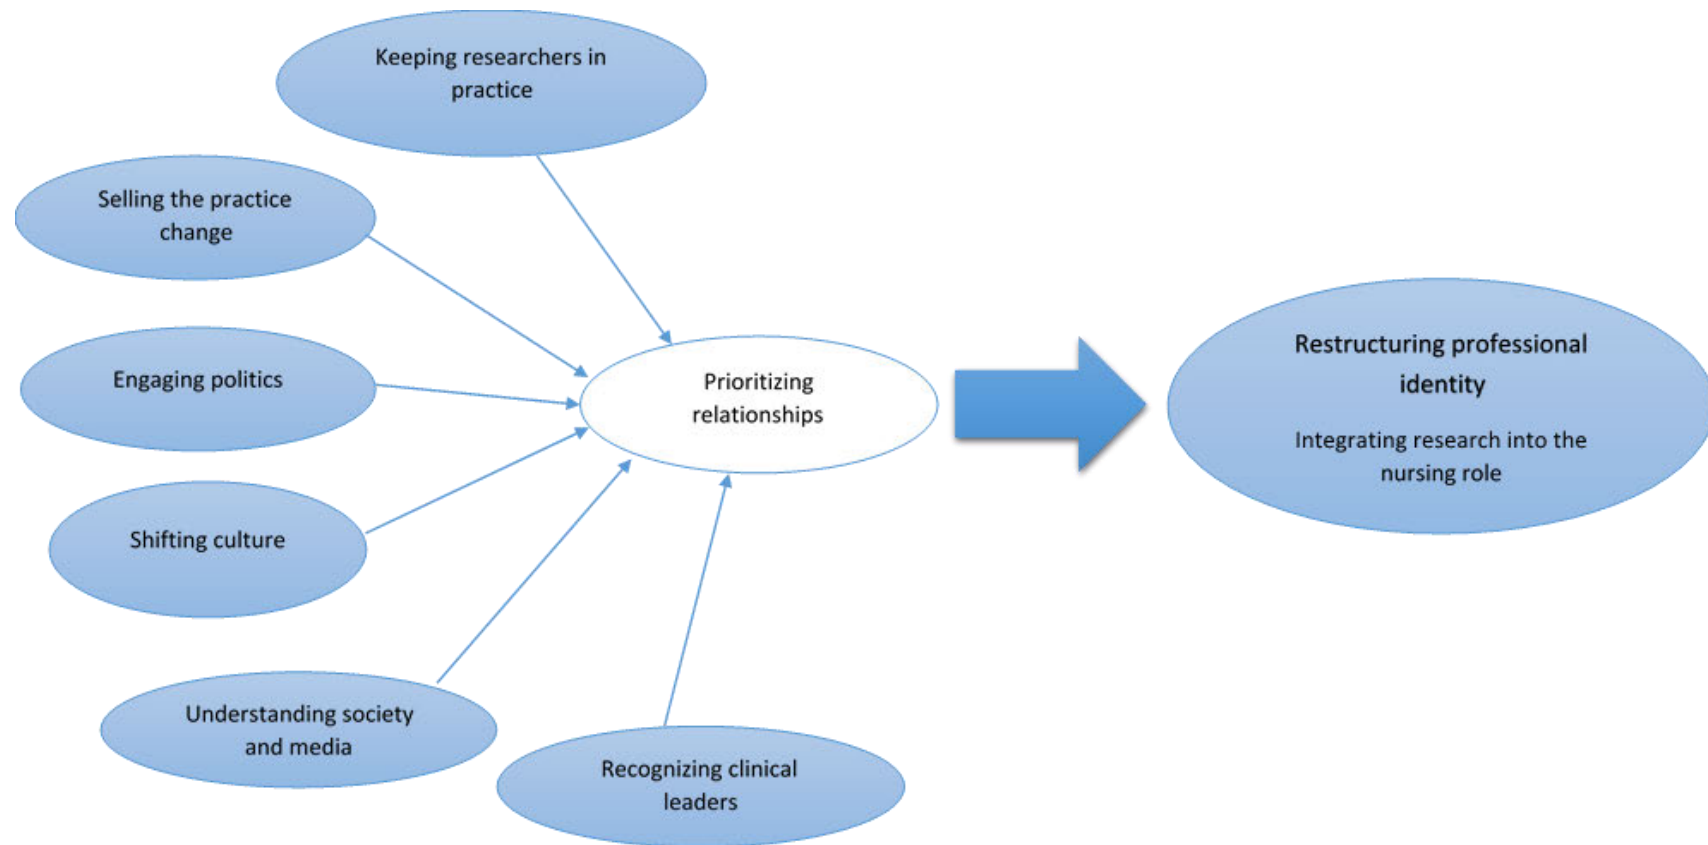 Keeping researchers in
practice
Selling the practice
change
Engaging politics
Shifting culture
Understanding society
and media
Recognizing clinical
leaders
Prioritizing
relationships
Restructuring professional
identity
Integrating research into the
nursing role